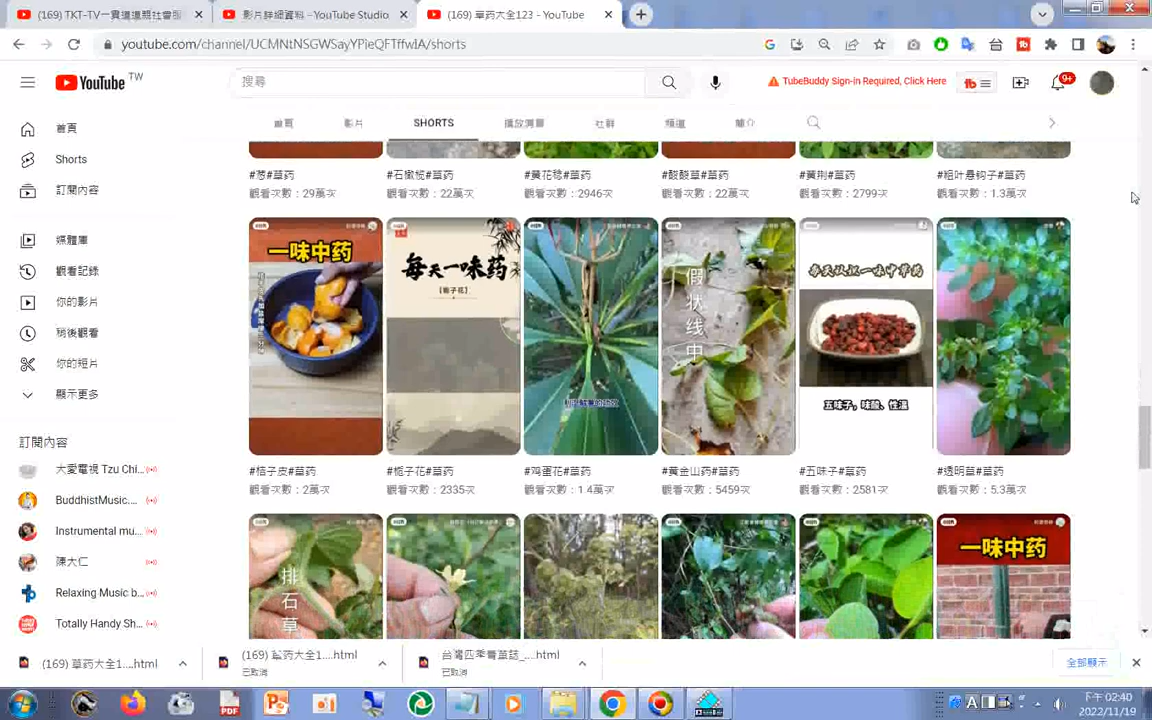 (169) TKT-TV一貫道道親社會服
影片詳細資料 - YouTube Studio
(169) 草药大全123 - YouTube
youtube.com/channel/UCMNtNSGWSayYPieQFTffwIA/shorts
YouTube TW
搜尋
TubeBuddy Sign-in Required, Click Here
9+
首頁
影片
SHORTS
播放清單
社群
頻道
簡介
首頁
Shorts
訂閱內容
媒體庫
觀看記錄
你的影片
稍後觀看
你的短片
顯示更多
訂閱內容
大愛電視 Tzu Chi...
BuddhistMusic....
Instrumental mu...
陳大仁
Relaxing Music b...
Totally Handy Sh...
#葱#草药
觀看次數：29萬次
#石橄榄#草药
觀看次數：22萬次
#黄花稔#草药
觀看次數：2946次
#酸酸草#草药
觀看次數：22萬次
#黄荆#草药
觀看次數：2799次
#粗叶悬钩子#草药
觀看次數：1.3萬次
一味中药
每天一味药
【栀子花】
假状线中
每天认识一味中草药
五味子，味酸、性温
#桔子皮#草药
觀看次數：2萬次
#栀子花#草药
觀看次數：2335次
#鸡蛋花#草药
觀看次數：1.4萬次
#黄金山药#草药
觀看次數：5459次
#五味子#草药
觀看次數：2581次
#透明草#草药
觀看次數：5.3萬次
排石草
一味中药
(169) 草药大全1....html
(169) 草药大全1....html
已取消
台灣四季青草誌_....html
已取消
全部顯示
下午 02:40
2022/11/19